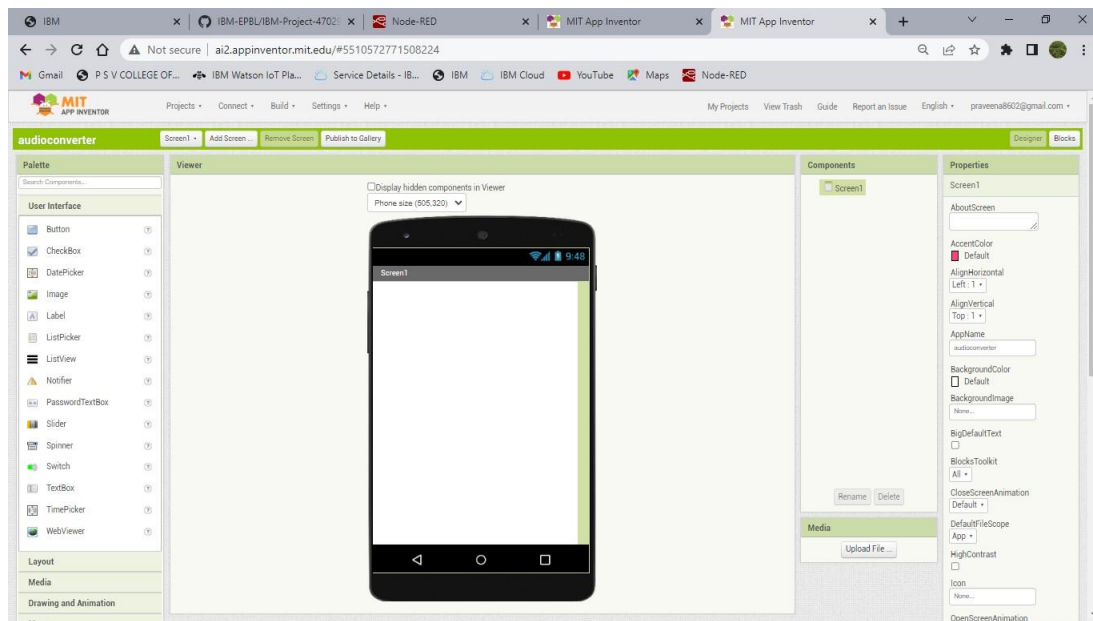 IBM
IBM-EPBL/IBM-Project-4702
Node-RED
MIT App Inventor
MIT App Inventor
Not secure | ai2.appinventor.mit.edu/#5510572771508224
Gmail
P S V COLLEGE OF...
IBM Watson IoT Pla...
Service Details - IB...
IBM
IBM Cloud
YouTube
Maps
Node-RED
MIT
APP INVENTOR
Projects
Connect
Build
Settings
Help
My Projects
View Trash
Guide
Report an Issue
English
praveena8602@gmail.com
audioconverter
Screen1
Add Screen ...
Remove Screen
Publish to Gallery
Designer
Blocks
Palette
Search Components...
User Interface
Button
CheckBox
DatePicker
Image
Label
ListPicker
ListView
Notifier
PasswordTextBox
Slider
Spinner
Switch
TextBox
TimePicker
WebViewer
Layout
Media
Drawing and Animation
Viewer
Display hidden components in Viewer
Phone size (505,320)
9:48
Screen1
Components
Screen1
Rename
Delete
Media
Upload File ...
Properties
Screen1
AboutScreen
AccentColor
Default
AlignHorizontal
Left : 1
AlignVertical
Top : 1
AppName
audioconverter
BackgroundColor
Default
BackgroundImage
None...
BigDefaultText
BlocksToolkit
All
CloseScreenAnimation
Default
DefaultFileScope
App
HighContrast
Icon
None...
OpenScreenAnimation